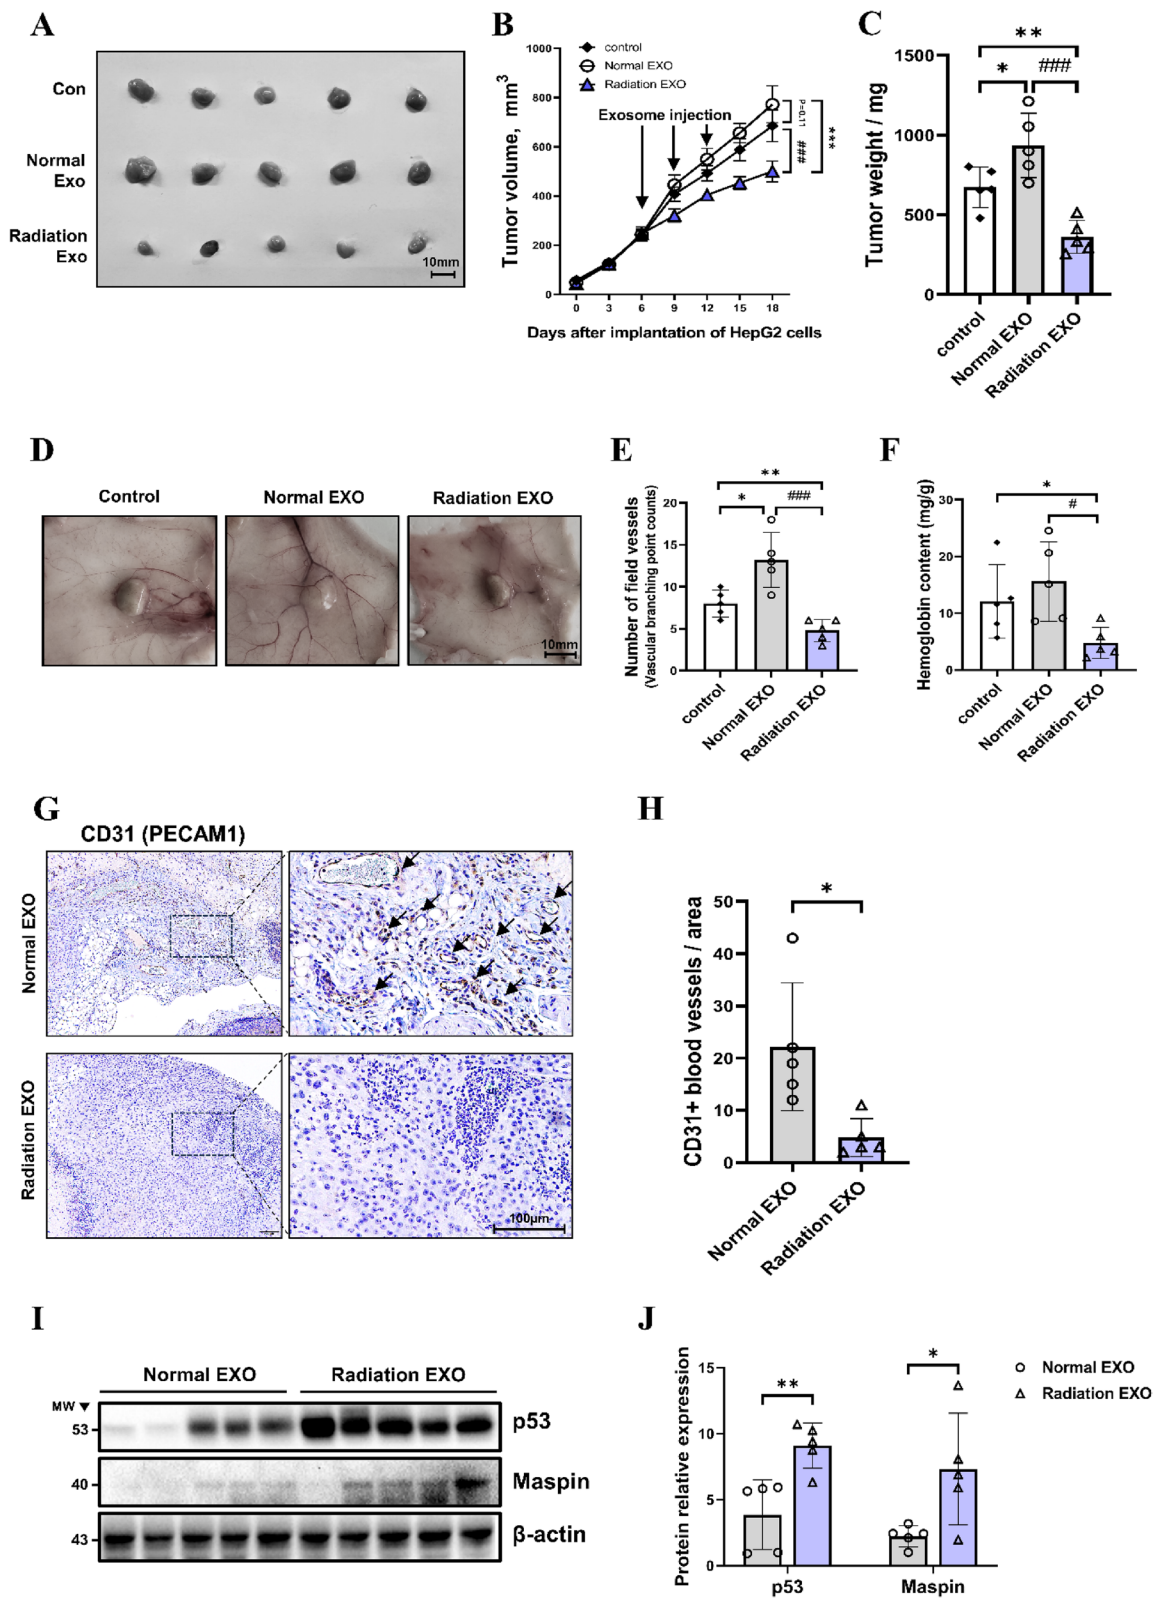 A
Con
Normal
Exo
Radiation
Exo
10mm
B
Tumor volume, mm³
1000
800
600
400
200
0
control
Normal EXO
Radiation EXO
Exosome injection
P=0.11
###
***
0 3 6 9 12 15 18
Days after implantation of HepG2 cells
C
Tumor weight / mg
1500
1000
500
0
**
* ###
control
Normal EXO
Radiation EXO
D
Control Normal EXO Radiation EXO
10mm
E
Number of field vessels
(Vascular branching point counts)
20
15
10
5
0
**
* ###
control
Normal EXO
Radiation EXO
F
Hemoglobin content (mg/g)
30
20
10
0
*
#
control
Normal EXO
Radiation EXO
G
CD31 (PECAM1)
Normal EXO
Radiation EXO
100μm
H
CD31+ blood vessels / area
50
40
30
20
10
0
*
Normal EXO
Radiation EXO
I
Normal EXO Radiation EXO
MW ▼
53 p53
40 Maspin
43 β-actin
J
Protein relative expression
15
10
5
0
** *
p53 Maspin
Normal EXO
Radiation EXO